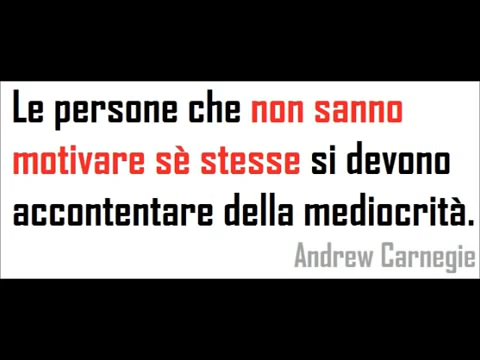 Le persone che non sanno
motivare sè stesse si devono
accontentare della mediocrità.
Andrew Carnegie